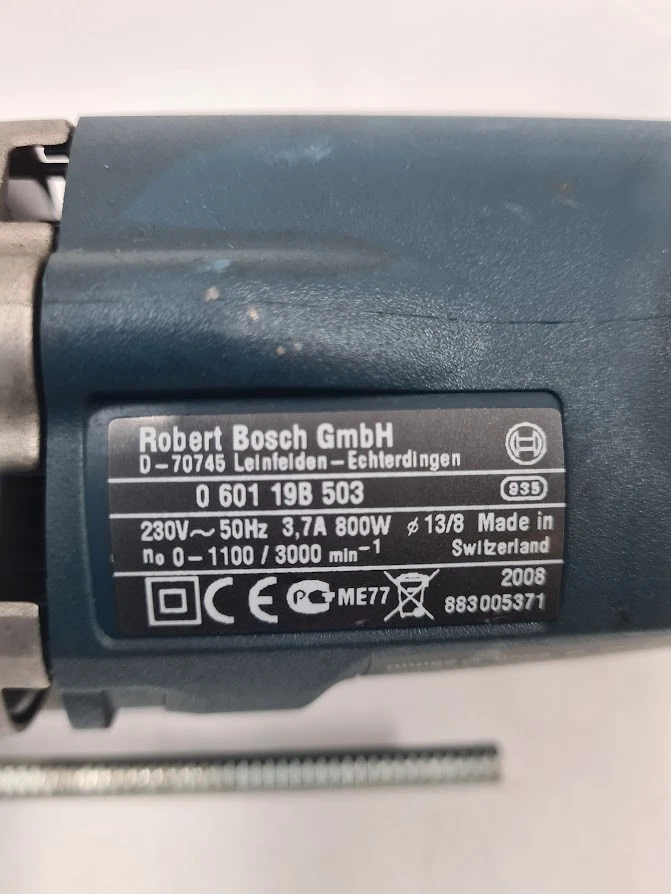 Robert Bosch GmbH
D-70745 Leinfelden-Echterdingen
0 601 19B 503
935
230V~ 50Hz 3,7A 800W ⌀ 13/8 Made in
n₀ 0-1100 / 3000 min⁻¹ Switzerland
2008
CE ME77 883005371